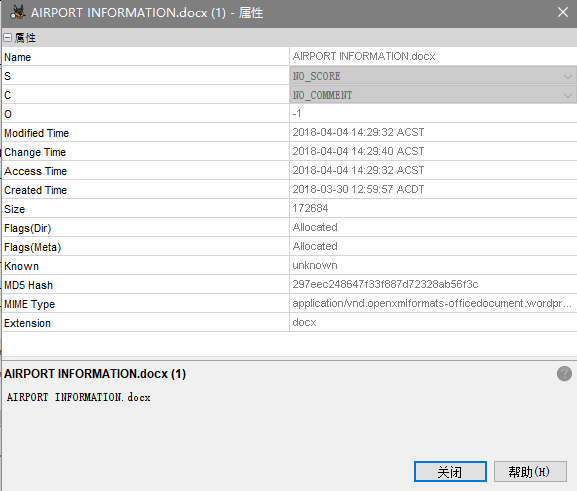 AIRPORT INFORMATION.docx (1) - 属性
属性
Name AIRPORT INFORMATION.docx
S NO_SCORE
C NO_COMMENT
O -1
Modified Time 2018-04-04 14:29:32 ACST
Change Time 2018-04-04 14:29:40 ACST
Access Time 2018-04-04 14:29:32 ACST
Created Time 2018-03-30 12:59:57 ACDT
Size 172684
Flags(Dir) Allocated
Flags(Meta) Allocated
Known unknown
MD5 Hash 297eec248647f33f887d72328ab56f3c
MIME Type application/vnd.openxmlformats-officedocument.wordpr...
Extension docx
AIRPORT INFORMATION.docx (1)
AIRPORT INFORMATION.docx
关闭 帮助(H)